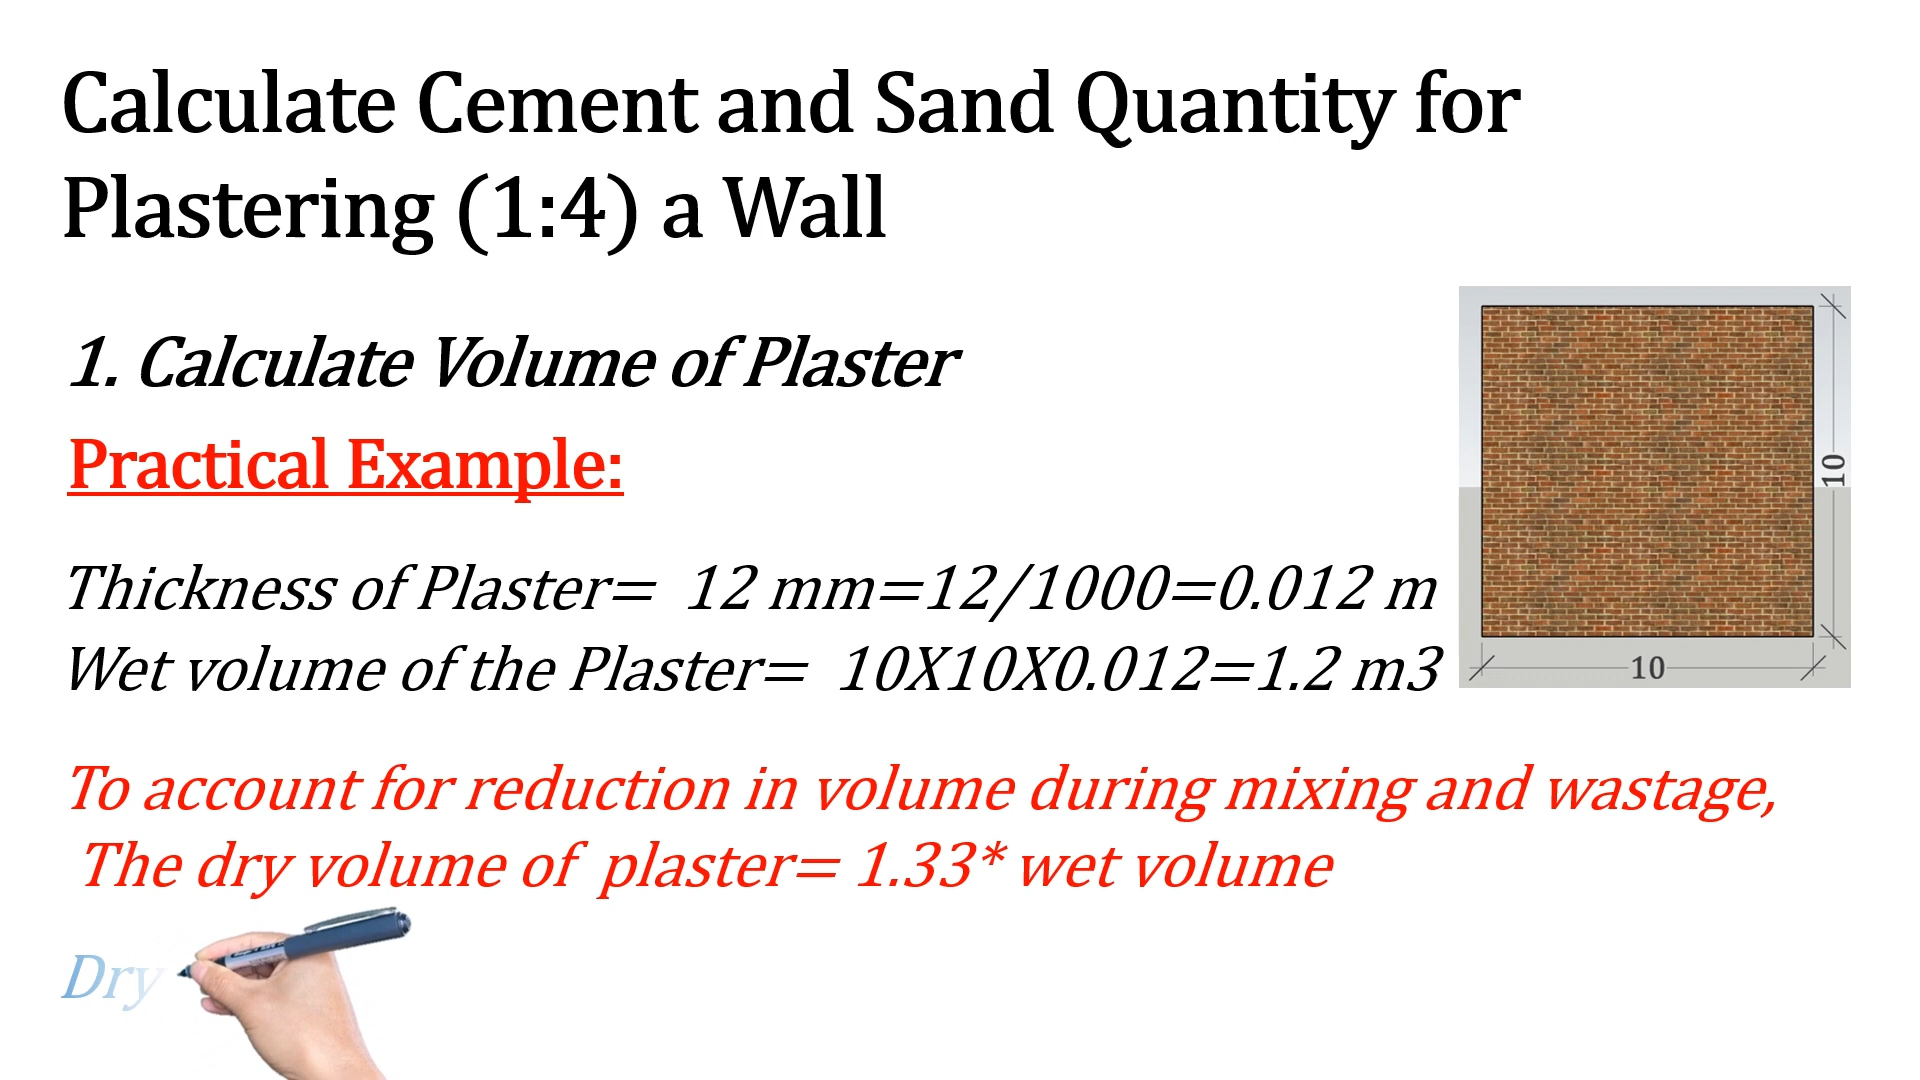 Calculate Cement and Sand Quantity for
Plastering (1:4) a Wall
1. Calculate Volume of Plaster
Practical Example:
Thickness of Plaster= 12 mm=12/1000=0.012 m
Wet volume of the Plaster= 10X10X0.012=1.2 m3
10
10
To account for reduction in volume during mixing and wastage,
The dry volume of plaster= 1.33* wet volume
Dry